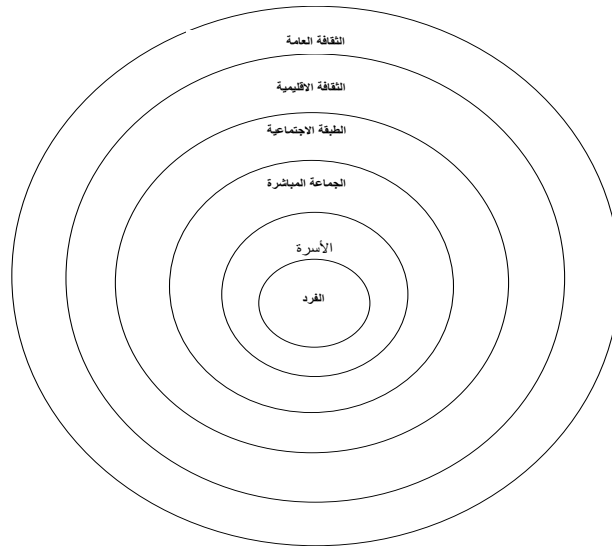 الثقافة العامة
الثقافة الاقليمية
الطبقة الاجتماعية
الجماعة المباشرة
الأسرة
الفرد